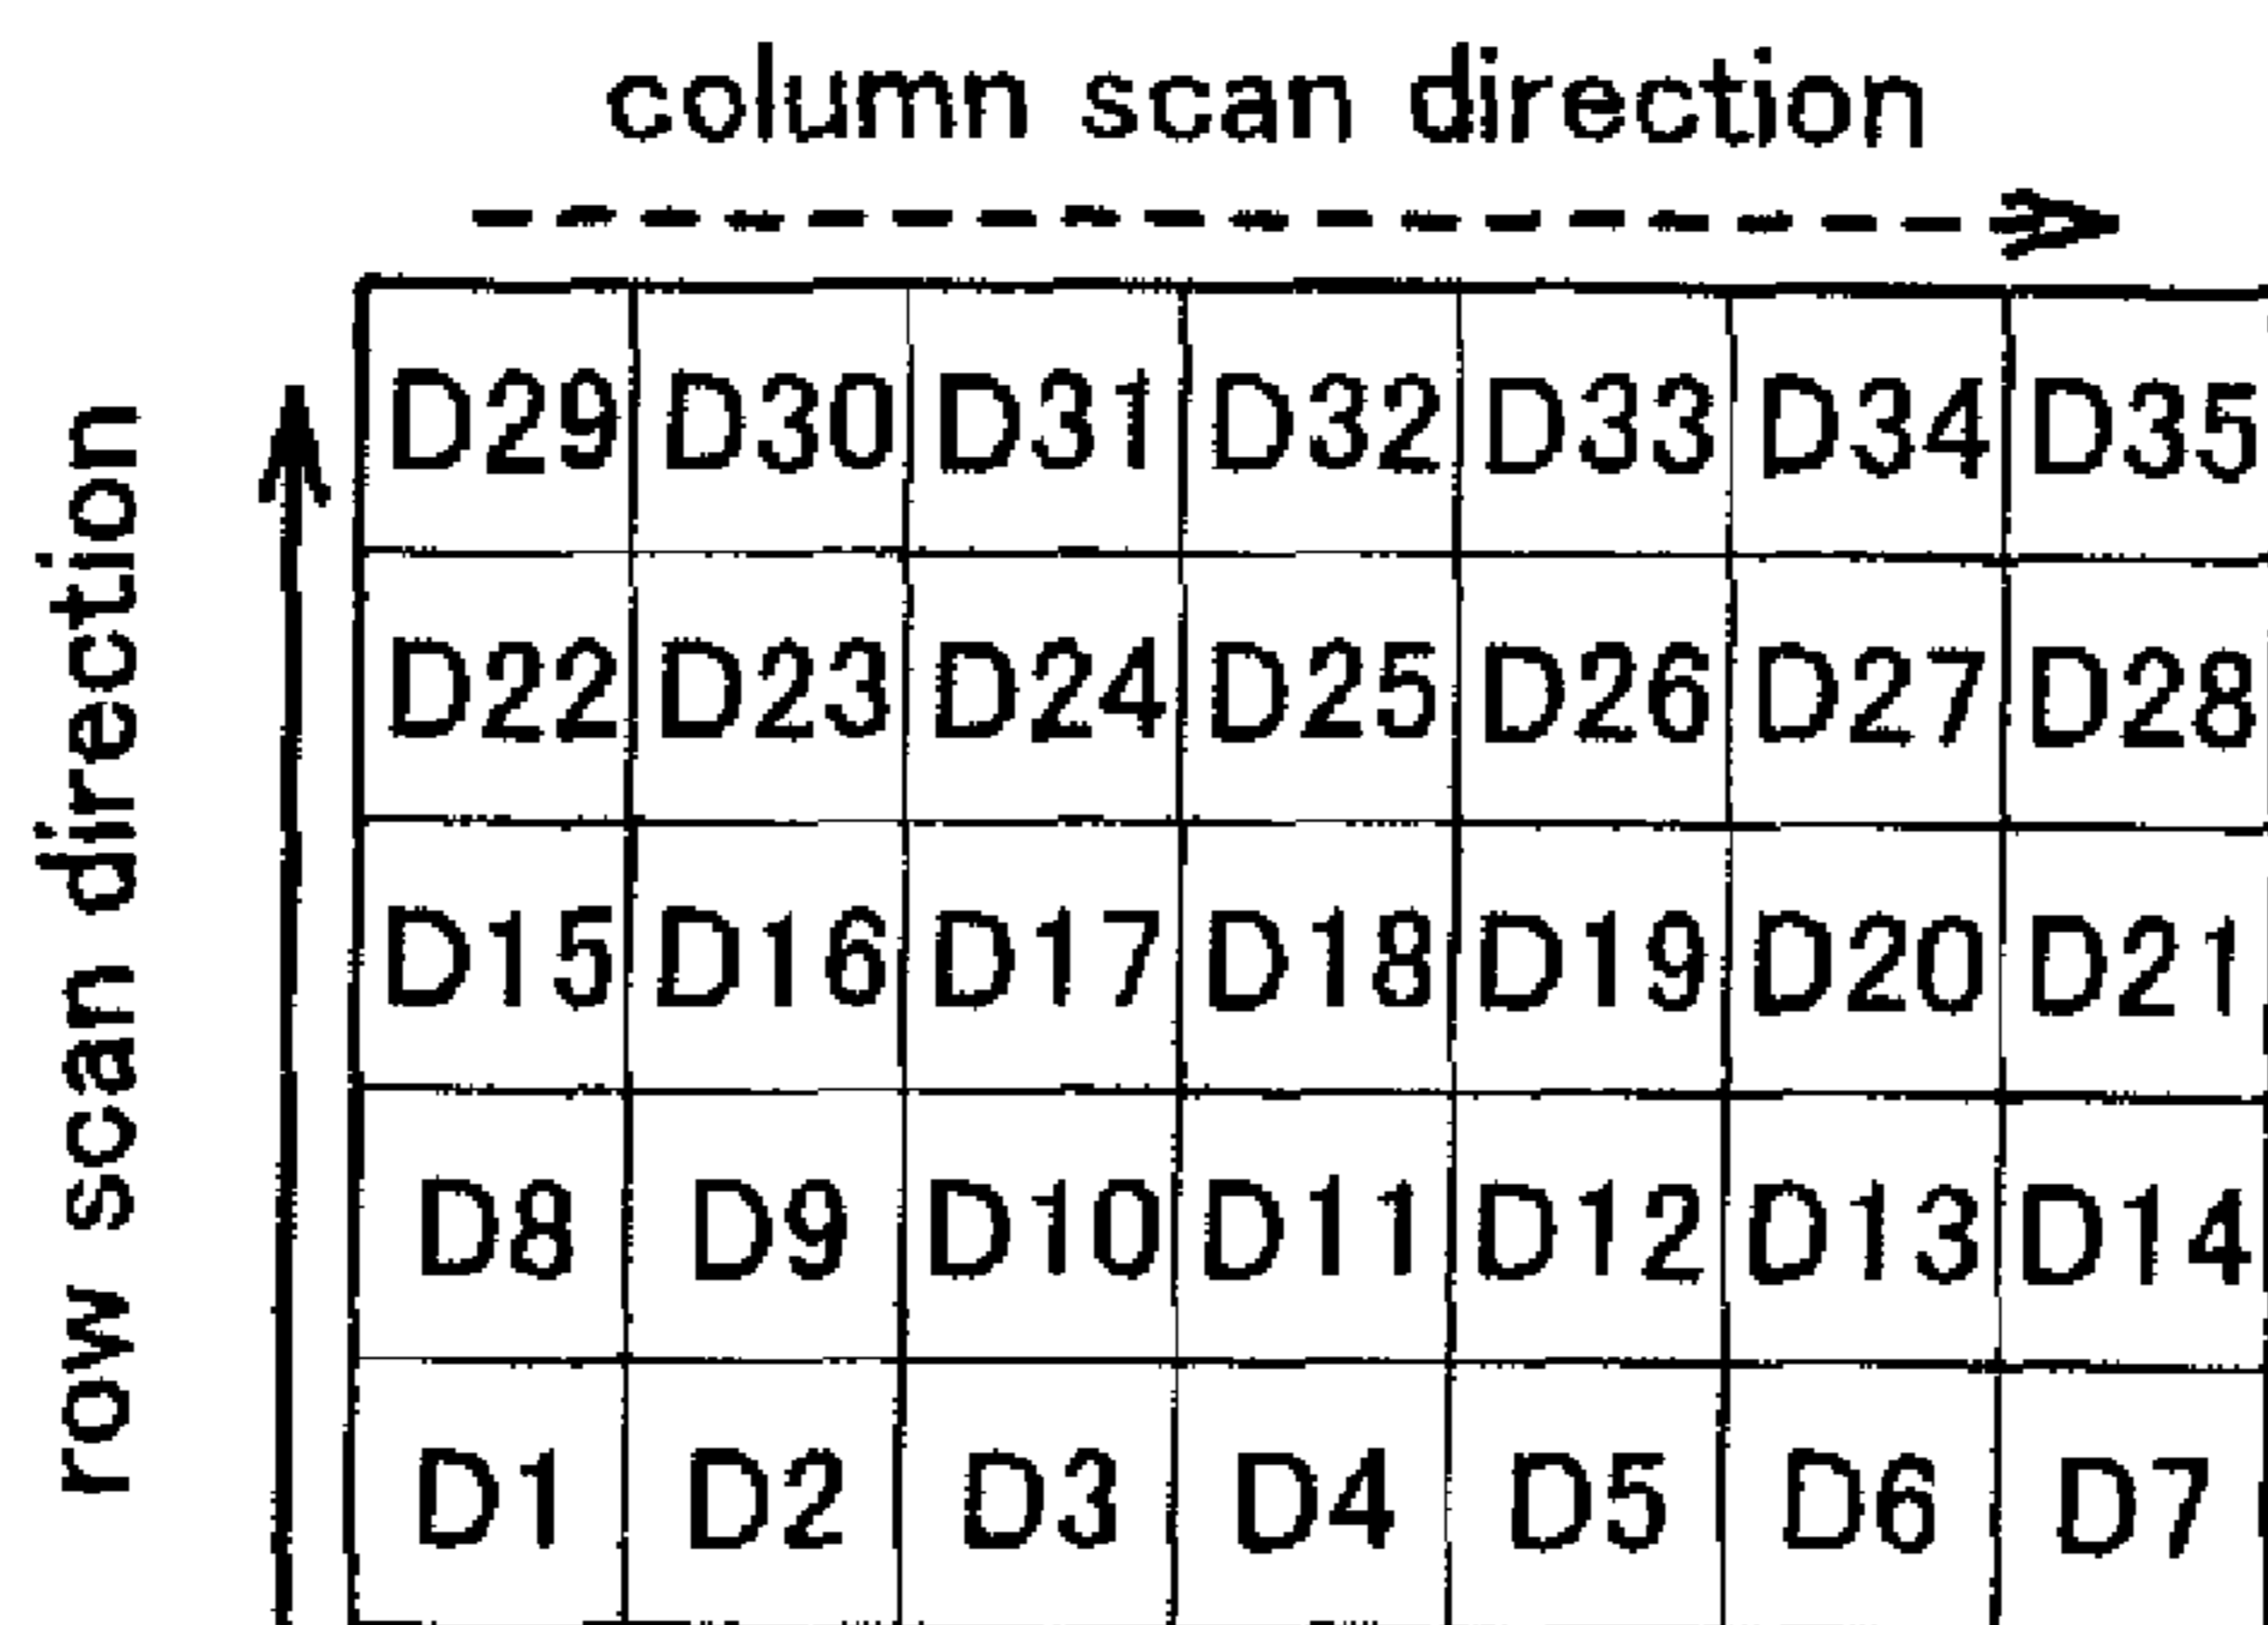 column scan direction
row scan direction
D29 D30 D31 D32 D33 D34 D35
D22 D23 D24 D25 D26 D27 D28
D15 D16 D17 D18 D19 D20 D21
D8 D9 D10 D11 D12 D13 D14
D1 D2 D3 D4 D5 D6 D7